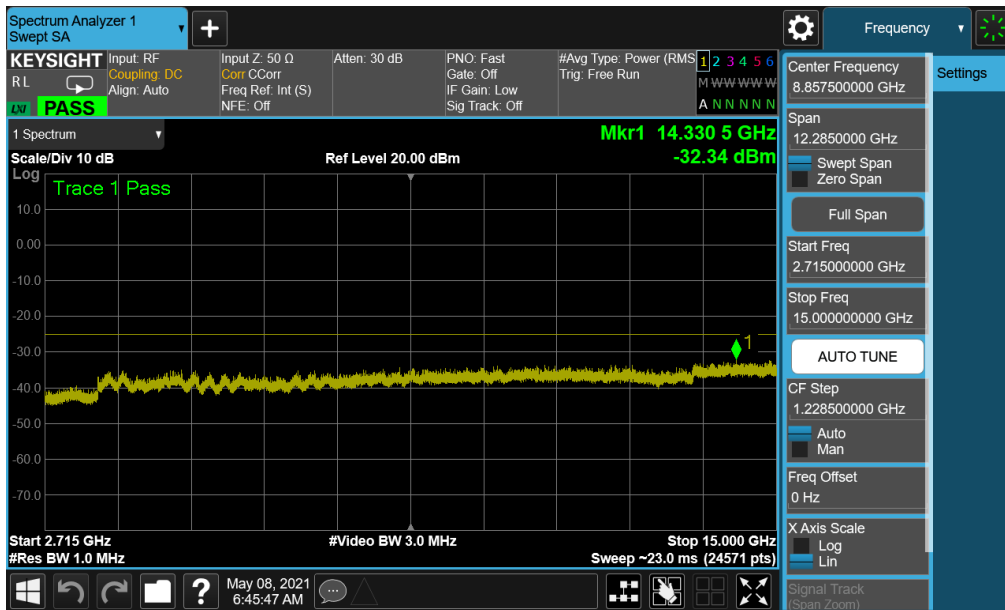 Spectrum Analyzer 1
Swept SA
+
Frequency
KEYSIGHT
R L
LXI PASS
Input: RF
Coupling: DC
Align: Auto
Input Z: 50 Ω
Corr CCorr
Freq Ref: Int (S)
NFE: Off
Atten: 30 dB
PNO: Fast
Gate: Off
IF Gain: Low
Sig Track: Off
#Avg Type: Power (RMS
Trig: Free Run
1 2 3 4 5 6
M W W W W W
A N N N N N
1 Spectrum
Mkr1 14.330 5 GHz
Scale/Div 10 dB
Ref Level 20.00 dBm
-32.34 dBm
Log
Trace 1 Pass
10.0
0.00
-10.0
-20.0
-30.0
-40.0
-50.0
-60.0
-70.0
1
Start 2.715 GHz
#Video BW 3.0 MHz
Stop 15.000 GHz
#Res BW 1.0 MHz
Sweep ~23.0 ms (24571 pts)
?
May 08, 2021
6:45:47 AM
Center Frequency
8.857500000 GHz
Span
12.2850000 GHz
Swept Span
Zero Span
Full Span
Start Freq
2.715000000 GHz
Stop Freq
15.000000000 GHz
AUTO TUNE
CF Step
1.228500000 GHz
Auto
Man
Freq Offset
0 Hz
X Axis Scale
Log
Lin
Signal Track
(Span Zoom)
Settings